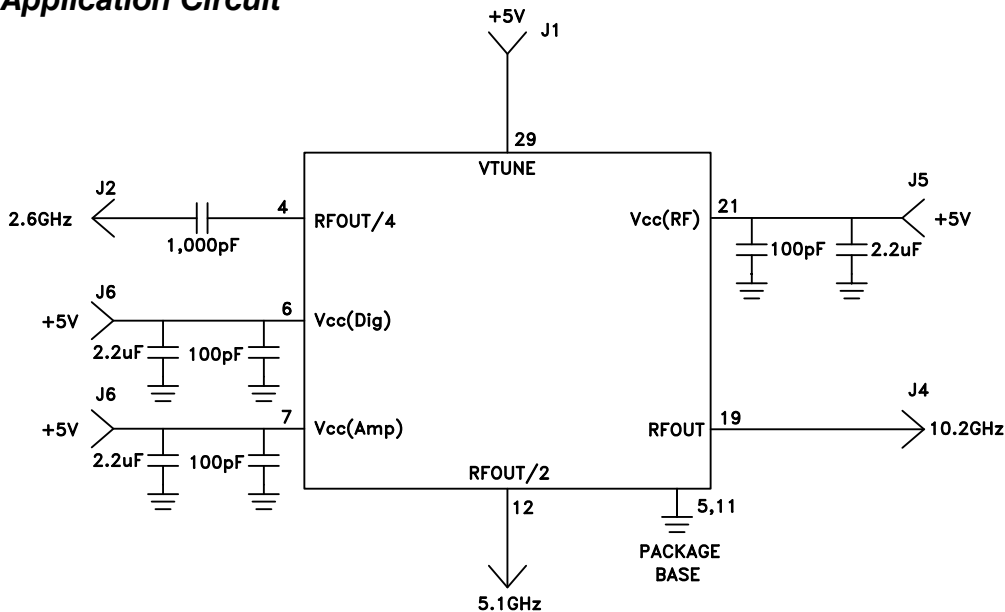 Application Circuit
+5V
J1
29
VTUNE
J2
2.6GHz
1,000pF
4
RFOUT/4
Vcc(RF)
21
J5
+5V
100pF
2.2uF
J6
+5V
6
Vcc(Dig)
2.2uF
100pF
J6
+5V
7
Vcc(Amp)
2.2uF
100pF
RFOUT
19
J4
10.2GHz
RFOUT/2
12
5.1GHz
5,11
PACKAGE
BASE